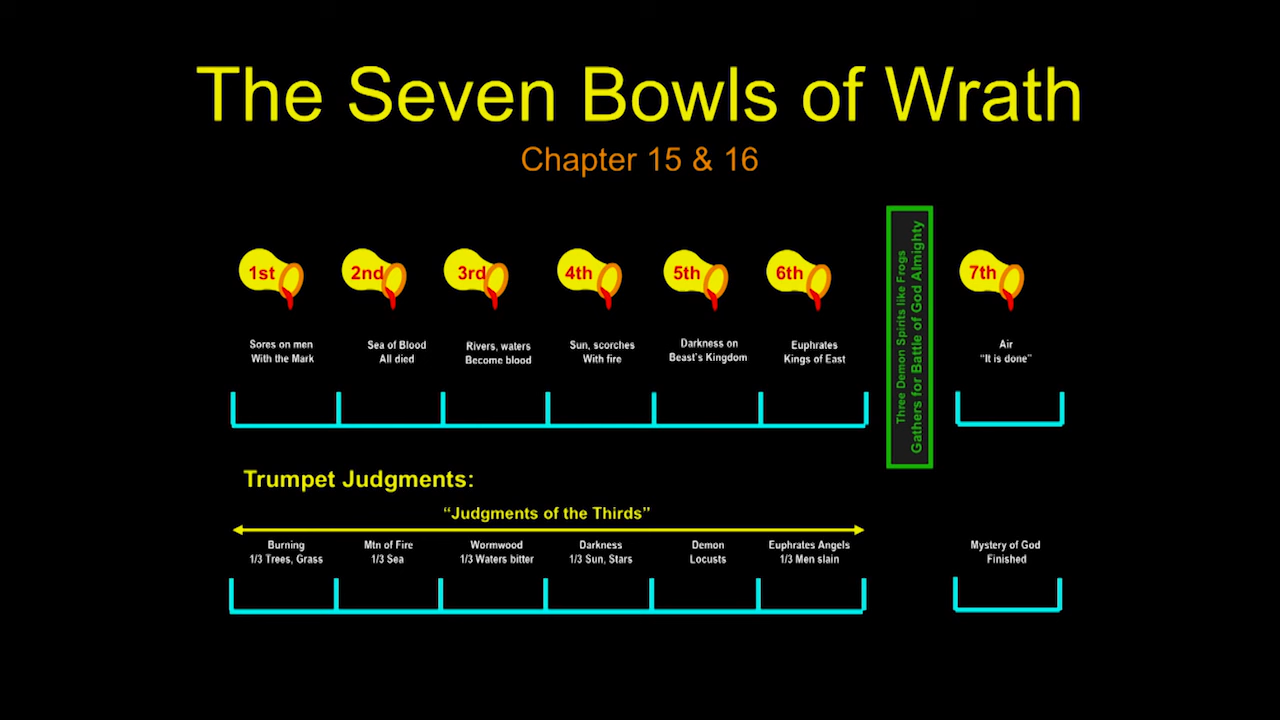 The Seven Bowls of Wrath
Chapter 15 & 16
1st
2nd
3rd
4th
5th
6th
7th
Sores on men
With the Mark
Sea of Blood
All died
Rivers, waters
Become blood
Sun, scorches
With fire
Darkness on
Beast's Kingdom
Euphrates
Kings of East
Three Demon Spirits like Frogs
Gathers for Battle of God Almighty
Air
“It is done”
Trumpet Judgments:
“Judgments of the Thirds”
Burning
1/3 Trees, Grass
Mtn of Fire
1/3 Sea
Wormwood
1/3 Waters bitter
Darkness
1/3 Sun, Stars
Demon
Locusts
Euphrates Angels
1/3 Men slain
Mystery of God
Finished